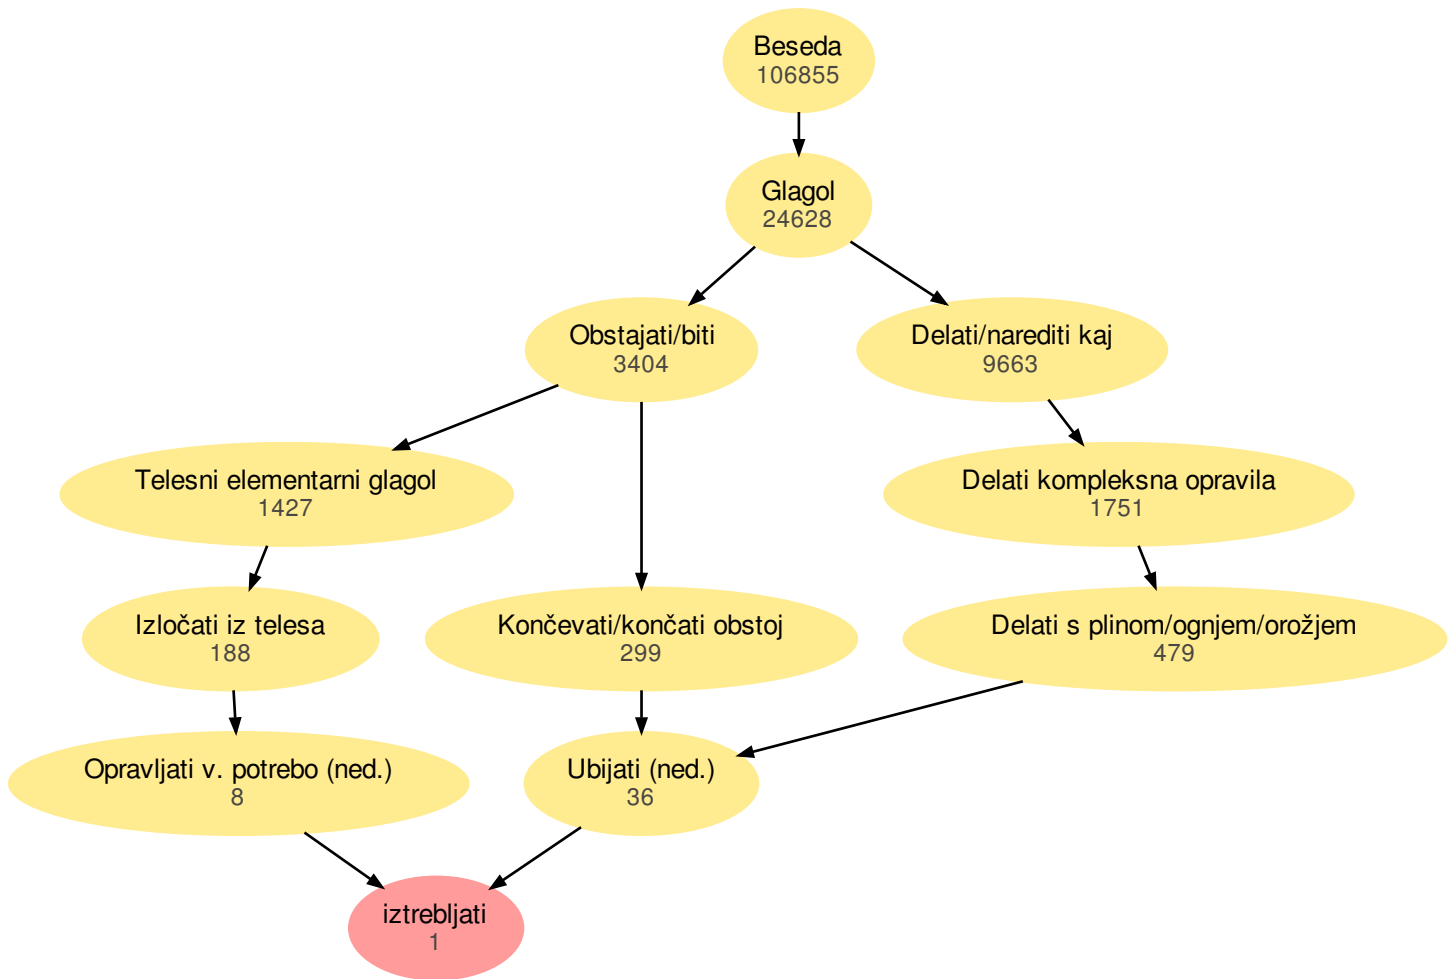 Beseda
106855
Glagol
24628
Obstajati/biti
3404
Delati/narediti kaj
9663
Telesni elementarni glagol
1427
Delati kompleksna opravila
1751
Izločati iz telesa
188
Končevati/končati obstoj
299
Delati s plinom/ognjem/orožjem
479
Opravljati v. potrebo (ned.)
8
Ubijati (ned.)
36
iztrebljati
1